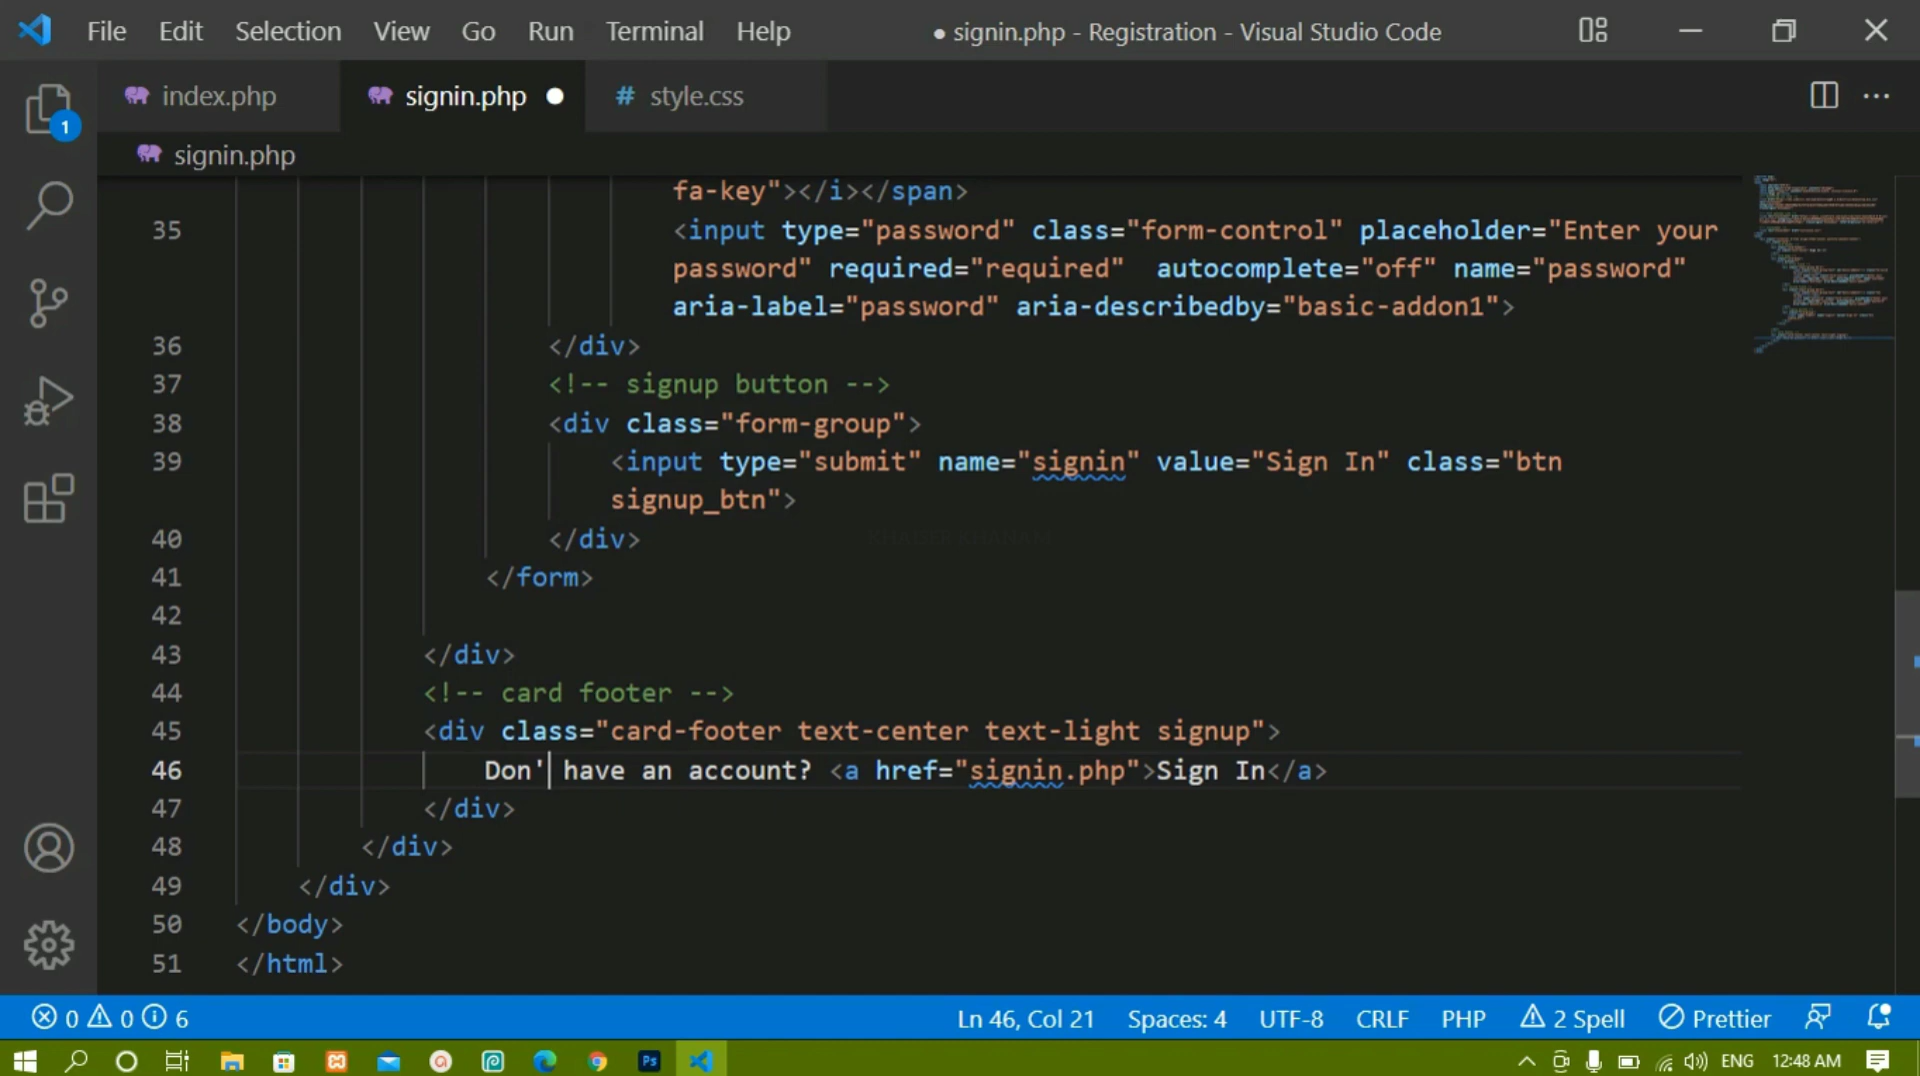 File Edit Selection View Go Run Terminal Help ● signin.php - Registration - Visual Studio Code
index.php signin.php ● # style.css
1
signin.php
fa-key"></i></span>
35 <input type="password" class="form-control" placeholder="Enter your
password" required="required"  autocomplete="off" name="password"
aria-label="password" aria-describedby="basic-addon1">
36 </div>
37 <!-- signup button -->
38 <div class="form-group">
39 <input type="submit" name="signin" value="Sign In" class="btn
signup_btn">
KHAISER KHANAM
40 </div>
41 </form>
42
43 </div>
44 <!-- card footer -->
45 <div class="card-footer text-center text-light signup">
46 Don' have an account? <a href="signin.php">Sign In</a>
47 </div>
48 </div>
49 </div>
50 </body>
51 </html>
0 0 6 Ln 46, Col 21 Spaces: 4 UTF-8 CRLF PHP 2 Spell Prettier
Ps ENG 12:48 AM